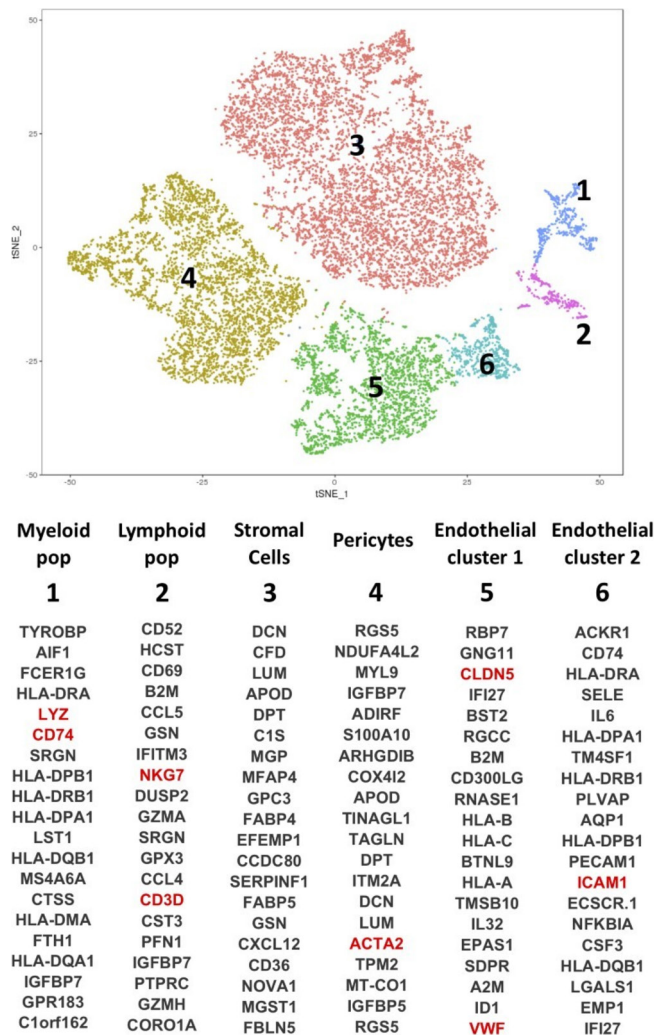 50
25
0
-25
-50
tSNE_2
-50
-25
0
25
50
tSNE_1
3
1
4
2
6
5
Myeloid pop Lymphoid pop Stromal Cells Pericytes Endothelial cluster 1 Endothelial cluster 2
1 2 3 4 5 6
TYROBP CD52 DCN RGS5 RBP7 ACKR1
AIF1 HCST CFD NDUFA4L2 GNG11 CD74
FCER1G CD69 LUM MYL9 CLDN5 HLA-DRA
HLA-DRA B2M APOD IGFBP7 IFI27 SELE
LYZ CCL5 DPT ADIRF BST2 IL6
CD74 GSN C1S S100A10 RGCC HLA-DPA1
SRGN IFITM3 MGP ARHGDIB B2M TM4SF1
HLA-DPB1 NKG7 MFAP4 COX4I2 CD300LG HLA-DRB1
HLA-DRB1 DUSP2 GPC3 APOD RNASE1 PLVAP
HLA-DPA1 GZMA FABP4 TINAGL1 HLA-B AQP1
LST1 SRGN EFEMP1 TAGLN HLA-C HLA-DPB1
HLA-DQB1 GPX3 CCDC80 DPT BTNL9 PECAM1
MS4A6A CCL4 SERPINF1 ITM2A HLA-A ICAM1
CTSS CD3D FABP5 DCN TMSB10 ECSCR.1
HLA-DMA CST3 GSN LUM IL32 NFKBIA
FTH1 PFN1 CXCL12 ACTA2 EPAS1 CSF3
HLA-DQA1 IGFBP7 CD36 TPM2 SDPR HLA-DQB1
IGFBP7 PTPRC NOVA1 MT-CO1 A2M LGALS1
GPR183 GZMH MGST1 IGFBP5 ID1 EMP1
C1orf162 CORO1A FBLN5 RGS5 VWF IFI27